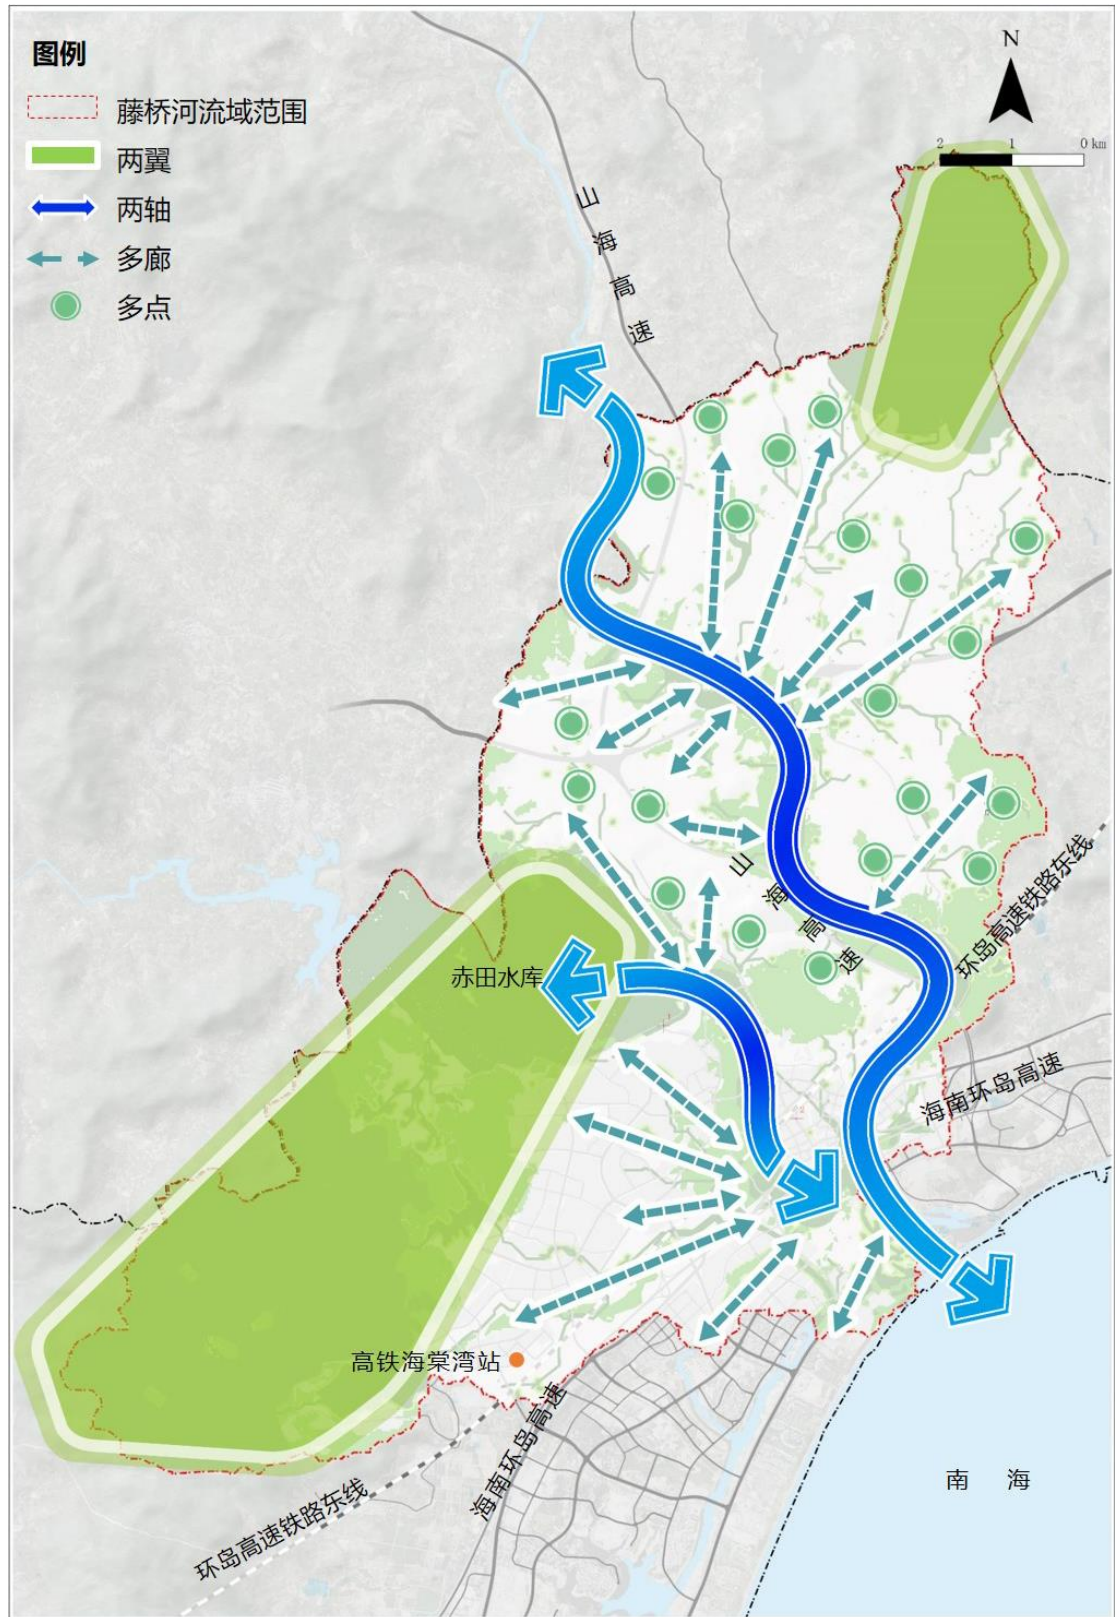 图例
藤桥河流域范围
两翼
两轴
多廊
多点
N
2 1 0 km
山海高速
山海高速
环岛高速铁路东线
赤田水库
海南环岛高速
高铁海棠湾站
海南环岛高速
环岛高速铁路东线
南海